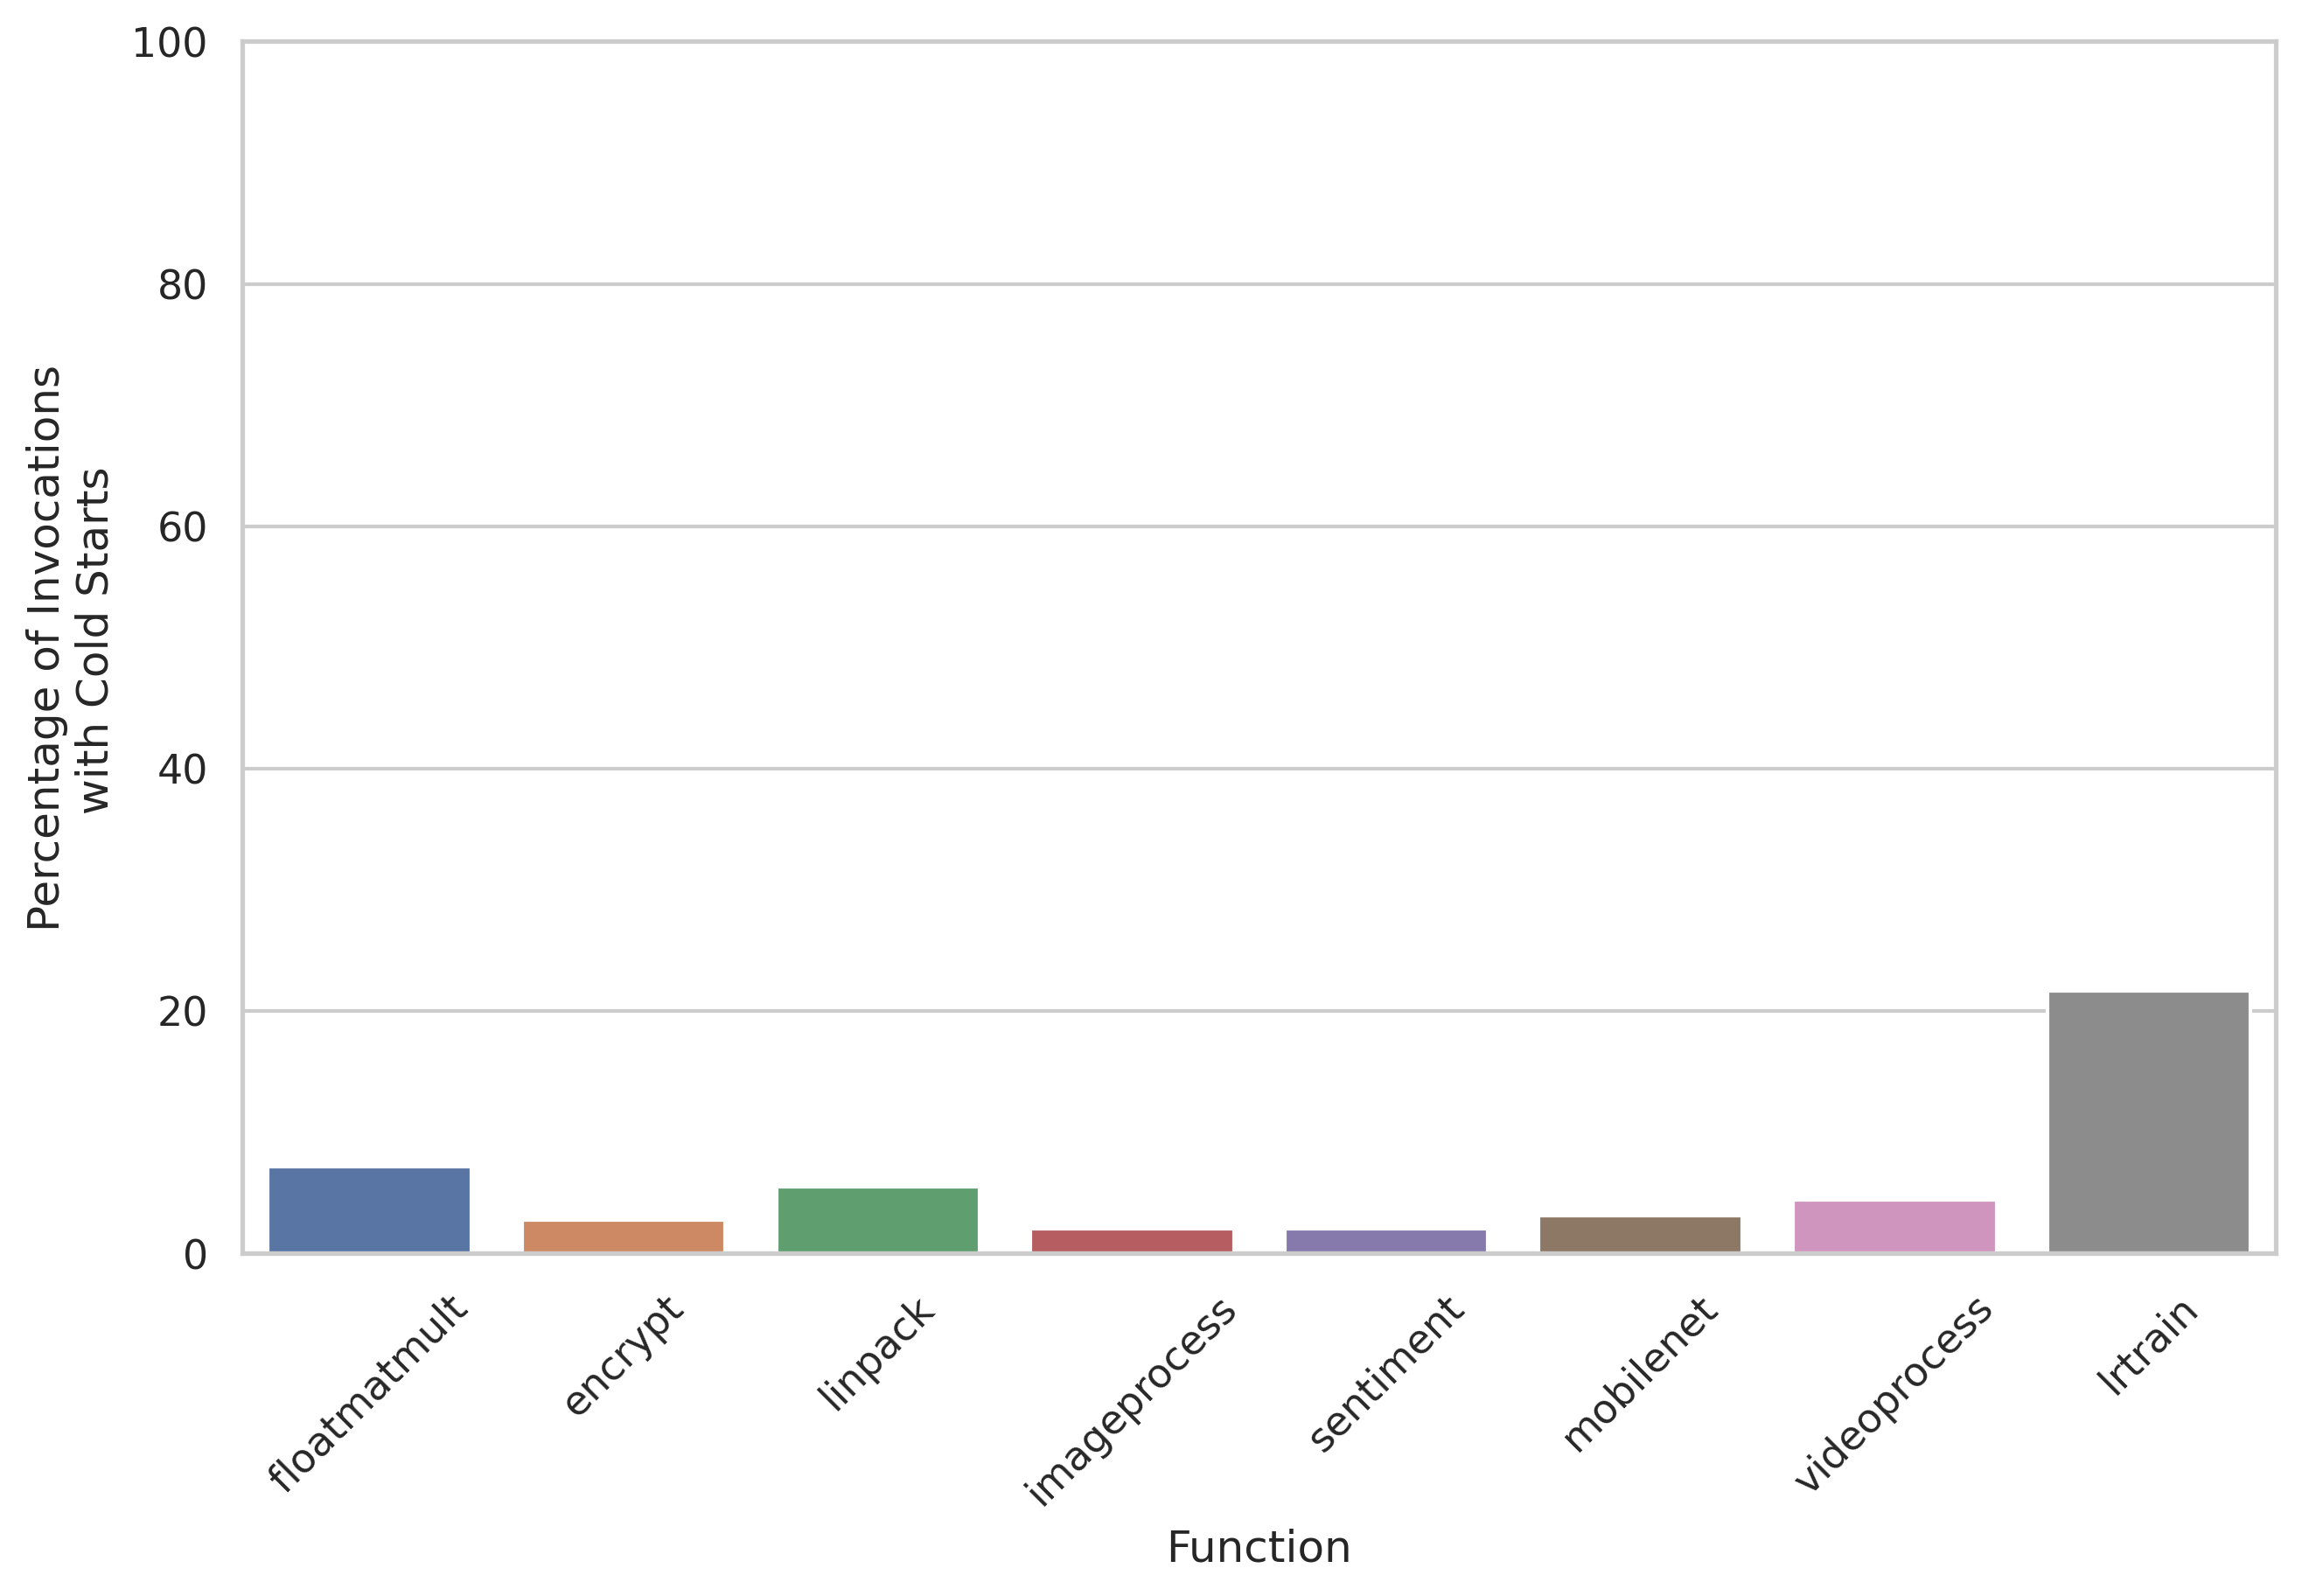 100
80
60
40
20
0
Percentage of Invocations
with Cold Starts
floatmatmult
encrypt
linpack
imageprocess
sentiment
mobilenet
videoprocess
lrtrain
Function